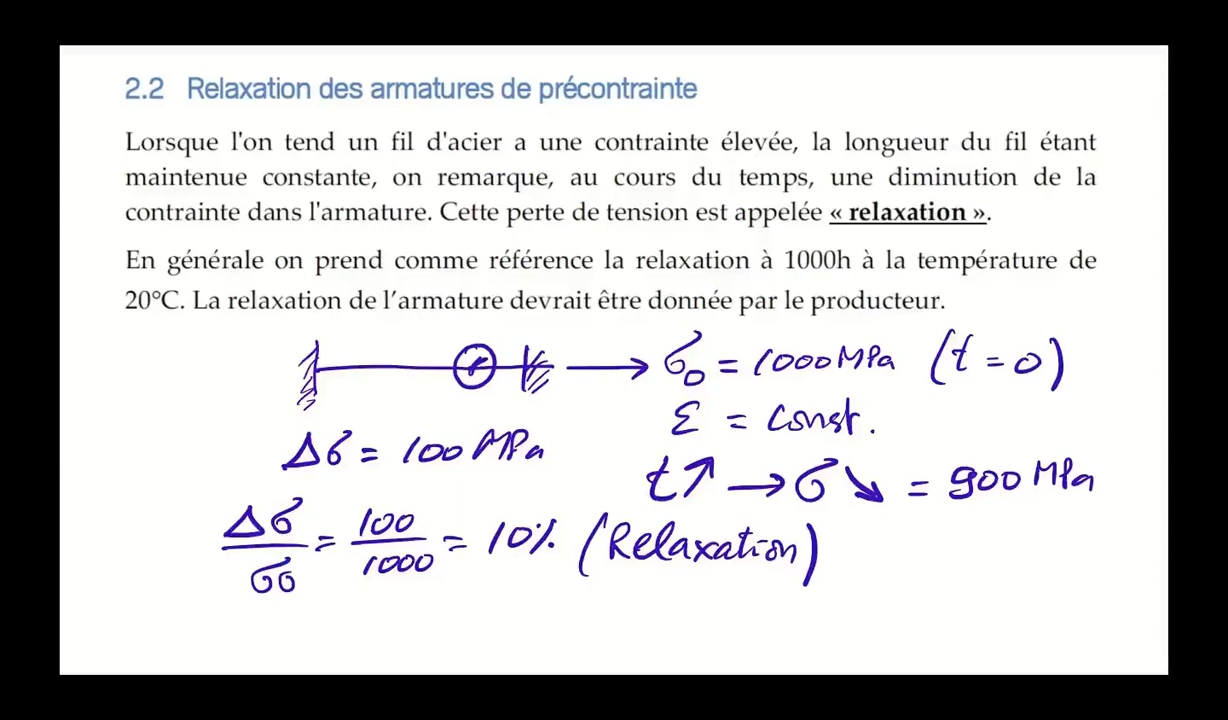 2.2 Relaxation des armatures de précontrainte
Lorsque l'on tend un fil d'acier a une contrainte élevée, la longueur du fil étant
maintenue constante, on remarque, au cours du temps, une diminution de la
contrainte dans l'armature. Cette perte de tension est appelée « relaxation ».
En générale on prend comme référence la relaxation à 1000h à la température de
20°C. La relaxation de l'armature devrait être donnée par le producteur.
→ σ0 = 1000 MPa (t = 0)
ε = const.
Δσ = 100 MPa
t ↗ → σ ↘ = 900 MPa
Δσ/σ0 = 100/1000 = 10% (Relaxation)